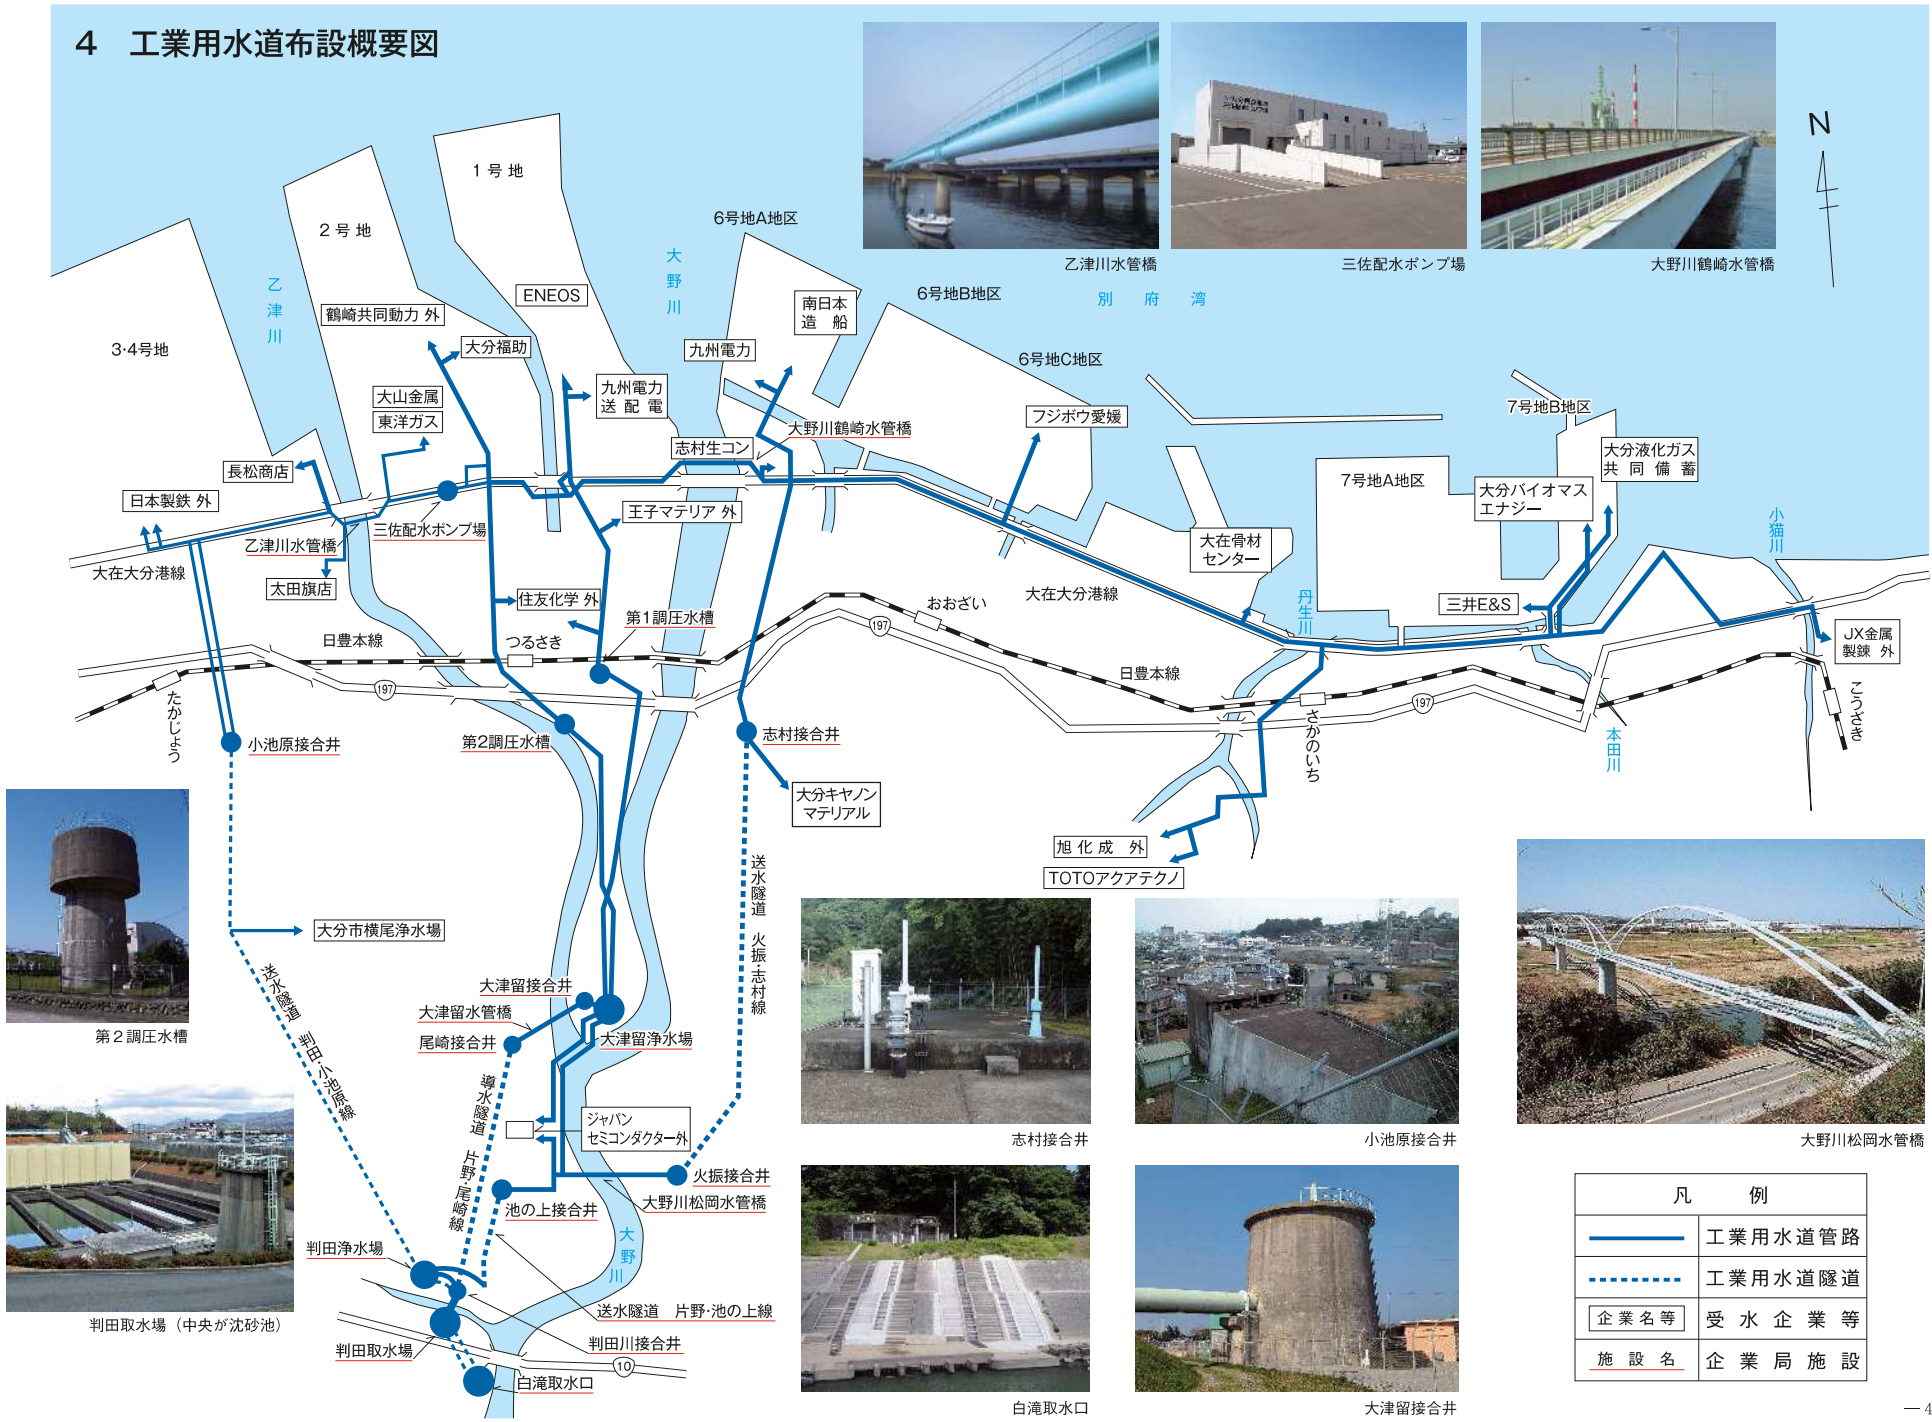 4 工業用水道布設概要図
乙津川水管橋
三佐配水ポンプ場
大野川鶴崎水管橋
N
1号地
2号地
3・4号地
6号地A地区
6号地B地区
6号地C地区
7号地A地区
7号地B地区
別府湾
乙津川
大野川
ENEOS
鶴崎共同動力 外
大分福助
大山金属
東洋ガス
長松商店
日本製鉄 外
九州電力
送配電
九州電力
南日本
造船
志村生コン
大野川鶴崎水管橋
フジボウ愛媛
大分液化ガス
共同備蓄
大分バイオマス
エナジー
大在骨材
センター
三井E&S
JX金属
製錬 外
小猫川
丹生川
本田川
乙津川水管橋
三佐配水ポンプ場
王子マテリア 外
大在大分港線
太田旗店
住友化学 外
第1調圧水槽
おおざい
大在大分港線
日豊本線
つるさき
197
197
197
日豊本線
たかじょう
さかのいち
こうざき
小池原接合井
第2調圧水槽
志村接合井
大分キヤノン
マテリアル
旭化成 外
TOTOアクアテクノ
送水隧道 火振・志村線
大分市横尾浄水場
送水隧道 判田・小池原線
大津留接合井
大津留水管橋
尾崎接合井
大津留浄水場
導水隧道 片野・尾崎線
ジャパン
セミコンダクター外
火振接合井
大野川松岡水管橋
池の上接合井
大野川
判田浄水場
送水隧道 片野・池の上線
判田川接合井
判田取水場
10
白滝取水口
第2調圧水槽
判田取水場(中央が沈砂池)
志村接合井
小池原接合井
大野川松岡水管橋
白滝取水口
大津留接合井
凡例
工業用水道管路
工業用水道隧道
企業名等 受水企業等
施設名 企業局施設
— 4